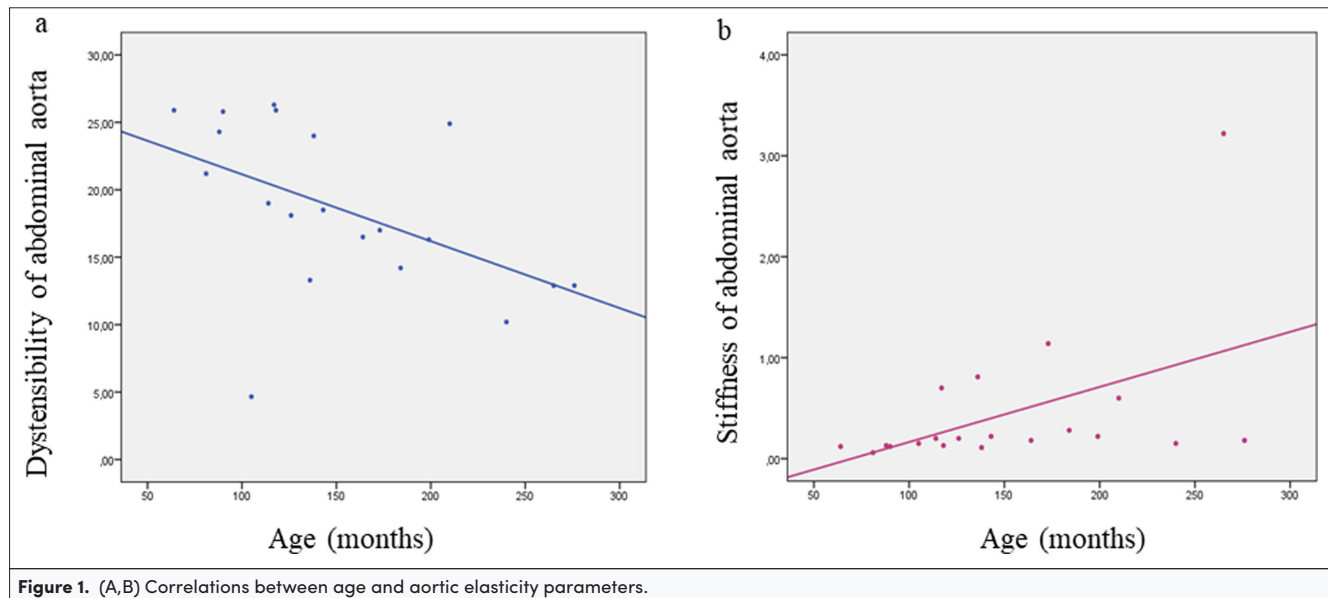 a
Dystensibility of abdominal aorta
30,00
25,00
20,00
15,00
10,00
5,00
,00
50 100 150 200 250 300
Age (months)
b
Stiffness of abdominal aorta
4,00
3,00
2,00
1,00
,00
50 100 150 200 250 300
Age (months)
Figure 1. (A,B) Correlations between age and aortic elasticity parameters.